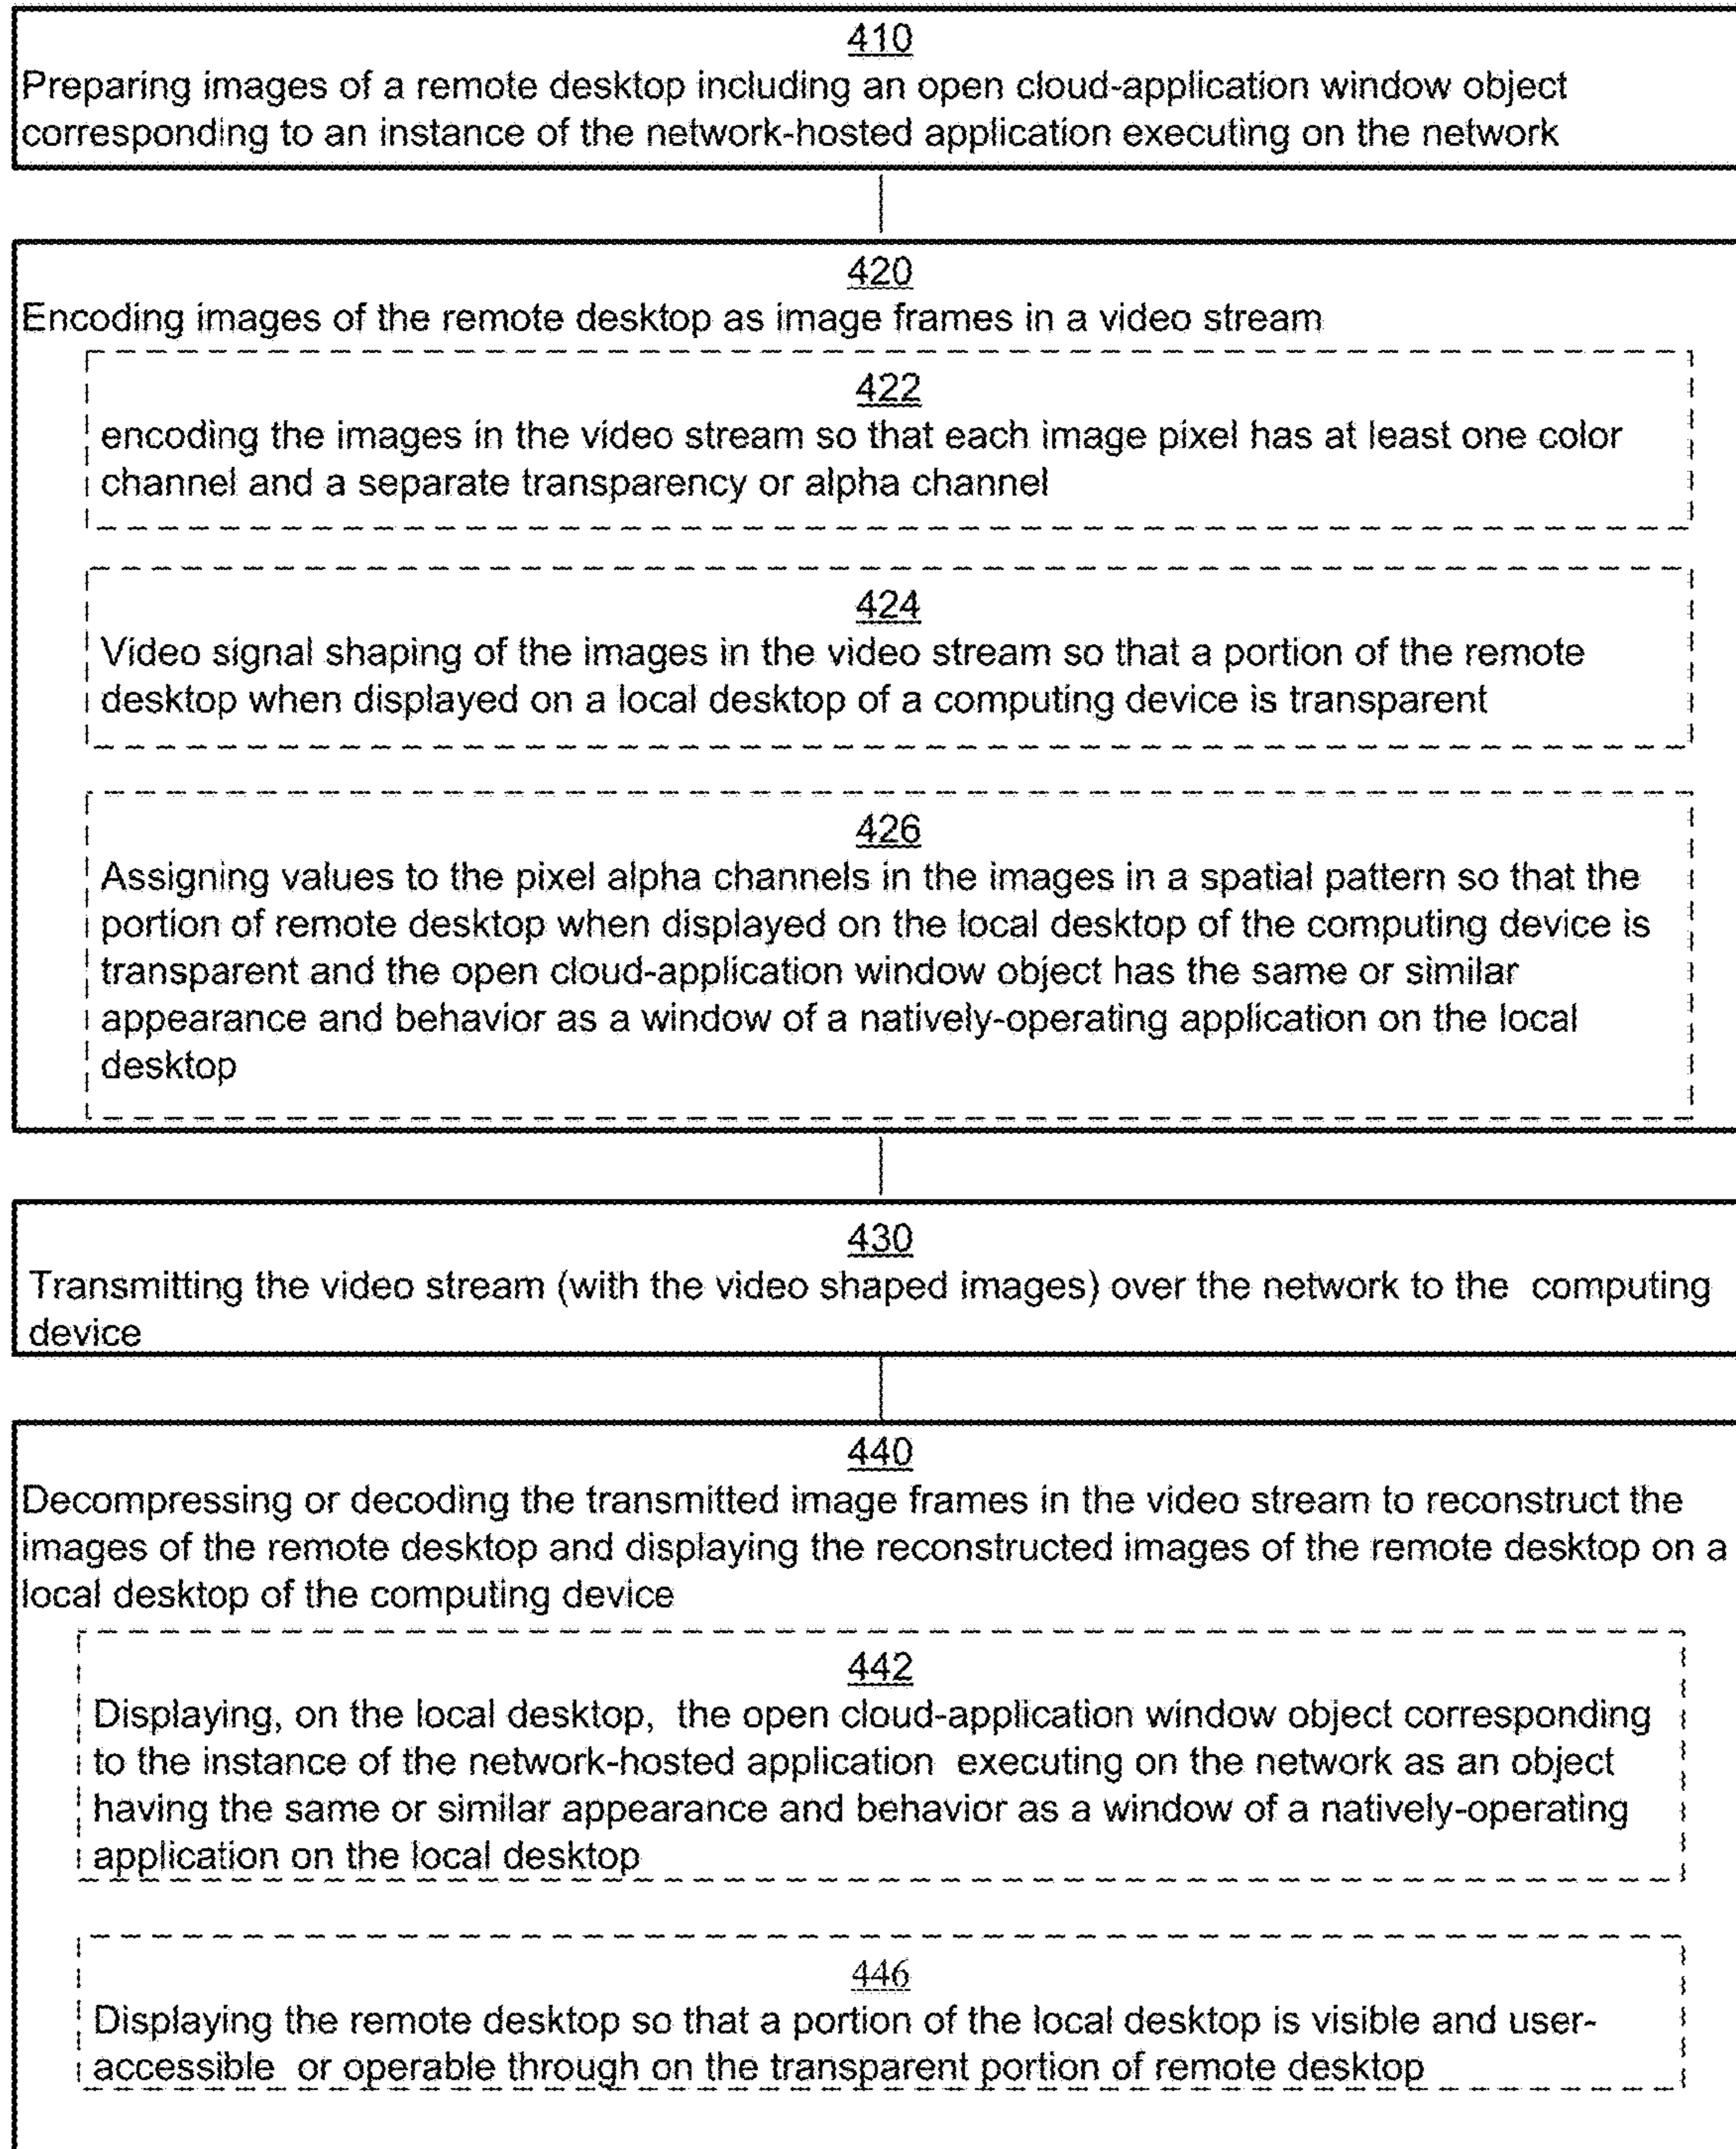 410
Preparing images of a remote desktop including an open cloud-application window object
corresponding to an instance of the network-hosted application executing on the network
420
Encoding images of the remote desktop as image frames in a video stream
422
encoding the images in the video stream so that each image pixel has at least one color
channel and a separate transparency or alpha channel
424
Video signal shaping of the images in the video stream so that a portion of the remote
desktop when displayed on a local desktop of a computing device is transparent
426
Assigning values to the pixel alpha channels in the images in a spatial pattern so that the
portion of remote desktop when displayed on the local desktop of the computing device is
transparent and the open cloud-application window object has the same or similar
appearance and behavior as a window of a natively-operating application on the local
desktop
430
Transmitting the video stream (with the video shaped images) over the network to the computing
device
440
Decompressing or decoding the transmitted image frames in the video stream to reconstruct the
images of the remote desktop and displaying the reconstructed images of the remote desktop on a
local desktop of the computing device
442
Displaying, on the local desktop, the open cloud-application window object corresponding
to the instance of the network-hosted application executing on the network as an object
having the same or similar appearance and behavior as a window of a natively-operating
application on the local desktop
446
Displaying the remote desktop so that a portion of the local desktop is visible and user-
accessible or operable through on the transparent portion of remote desktop